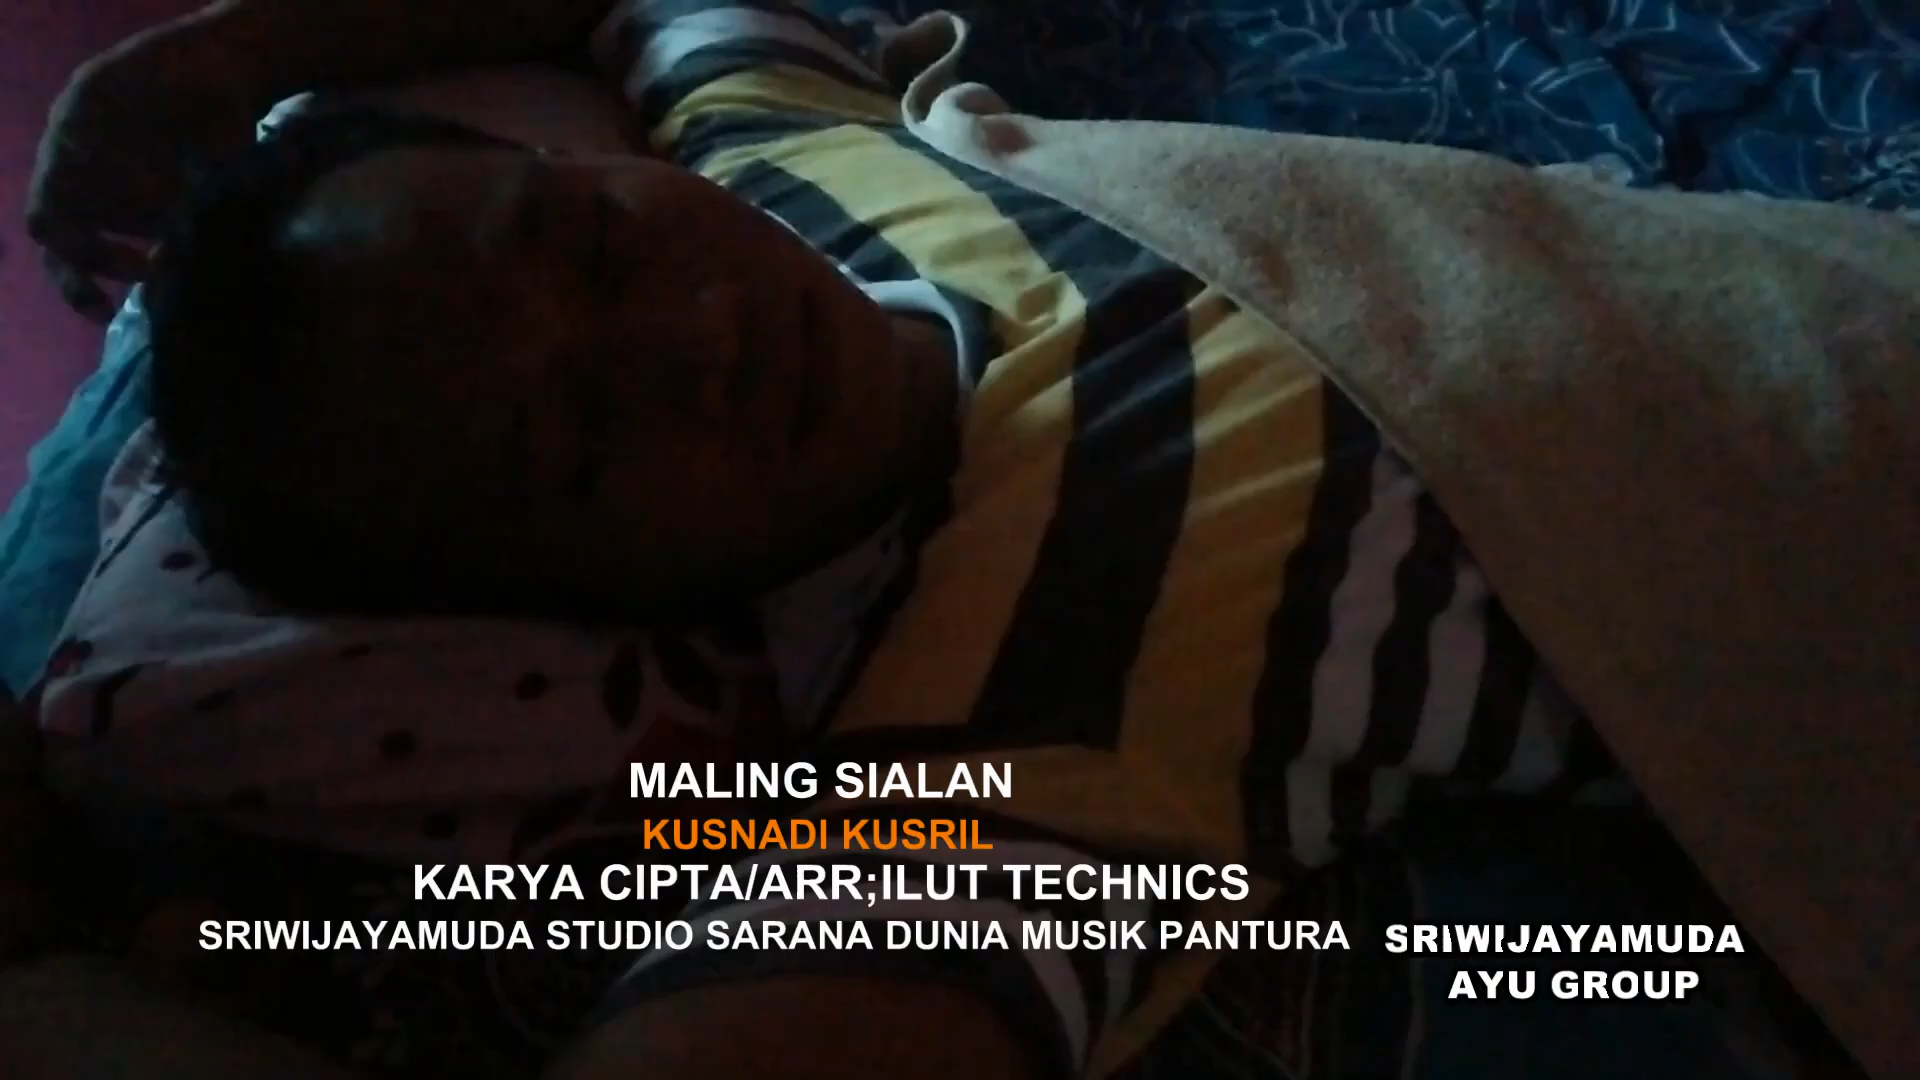 MALING SIALAN
KUSNADI KUSRIL
KARYA CIPTA/ARR;ILUT TECHNICS
SRIWIJAYAMUDA STUDIO SARANA DUNIA MUSIK PANTURA
SRIWIJAYAMUDA
AYU GROUP